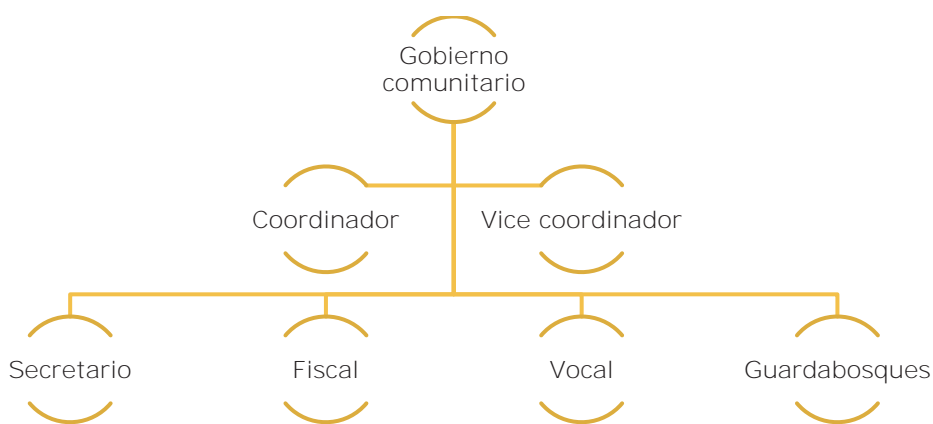 Gobierno
comunitario
Coordinador
Vice coordinador
Secretario
Fiscal
Vocal
Guardabosques